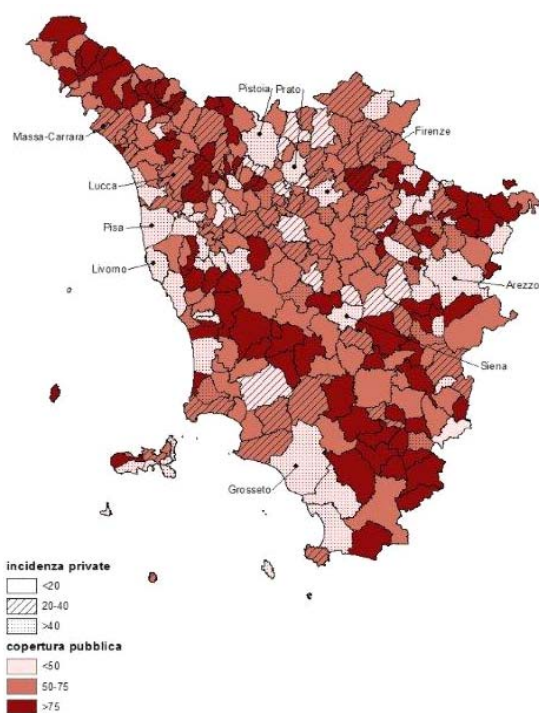 Pistoia Prato
Massa-Carrara
Firenze
Lucca
Pisa
Livorno
Arezzo
Siena
Grosseto
incidenza private
<20
20-40
>40
copertura pubblica
<50
50-75
>75